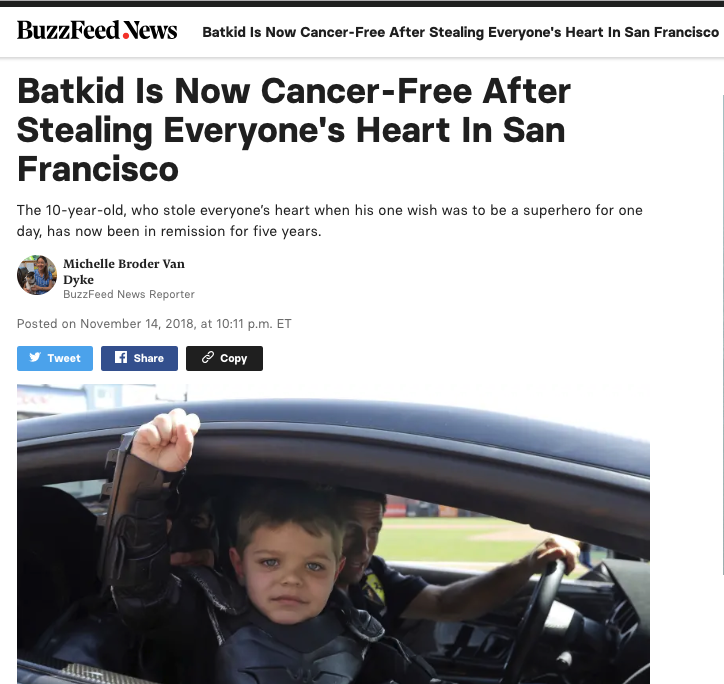 BuzzFeed News Batkid Is Now Cancer-Free After Stealing Everyone's Heart In San Francisco
Batkid Is Now Cancer-Free After
Stealing Everyone's Heart In San
Francisco
The 10-year-old, who stole everyone’s heart when his one wish was to be a superhero for one
day, has now been in remission for five years.
Michelle Broder Van
Dyke
BuzzFeed News Reporter
Posted on November 14, 2018, at 10:11 p.m. ET
Tweet Share Copy